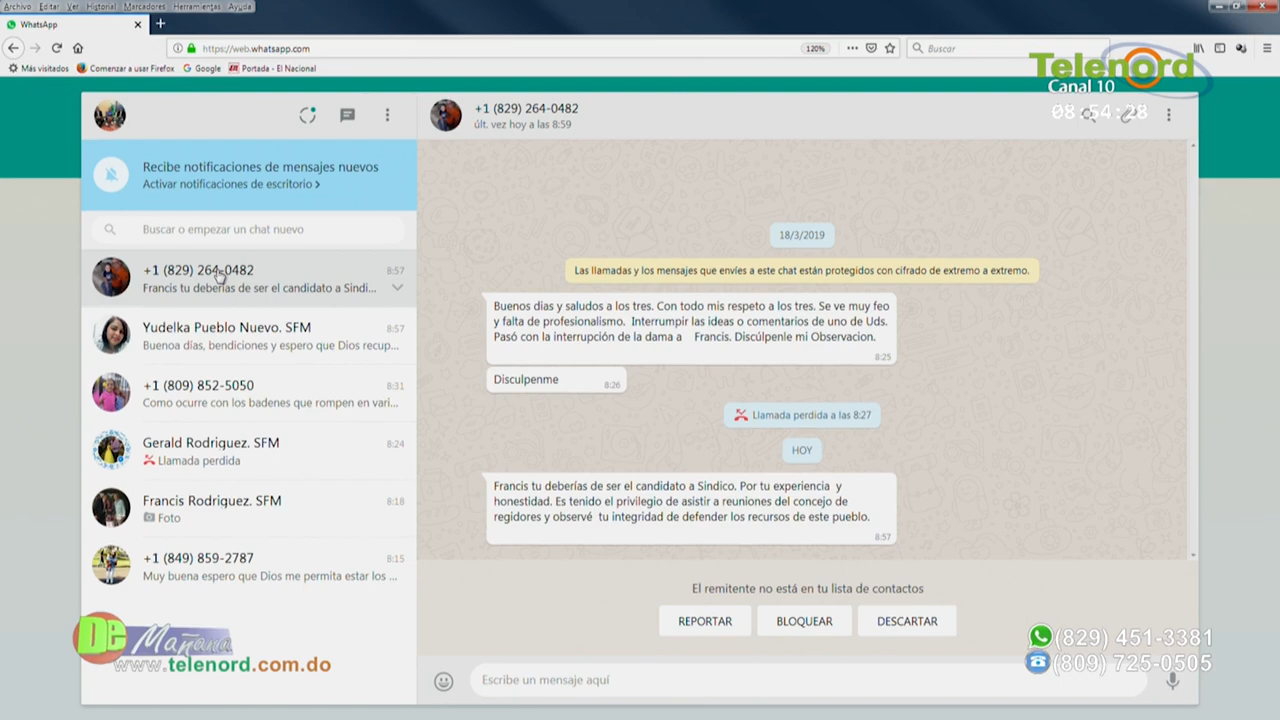 Archivo Editar Ver Historial Marcadores Herramientas Ayuda
WhatsApp
https://web.whatsapp.com
120%
Buscar
Más visitados
Comenzar a usar Firefox
Google
Portada - El Nacional
Telenord
Canal 10
08:54:28
+1 (829) 264-0482
últ. vez hoy a las 8:59
Recibe notificaciones de mensajes nuevos
Activar notificaciones de escritorio >
Buscar o empezar un chat nuevo
+1 (829) 264-0482 8:57
Francis tu deberías de ser el candidato a Sindi...
Yudelka Pueblo Nuevo. SFM 8:57
Buenoa días, bendiciones y espero que Dios recup...
+1 (809) 852-5050 8:31
Como ocurre con los badenes que rompen en vari...
Gerald Rodriguez. SFM 8:24
Llamada perdida
Francis Rodriguez. SFM 8:18
Foto
+1 (849) 859-2787 8:15
Muy buena espero que Dios me permita estar los ...
18/3/2019
Las llamadas y los mensajes que envíes a este chat están protegidos con cifrado de extremo a extremo.
Buenos dias y saludos a los tres. Con todo mis respeto a los tres. Se ve muy feo
y falta de profesionalismo. Interrumpir las ideas o comentarios de uno de Uds.
Pasó con la interrupción de la dama a Francis. Discúlpenle mi Observacion.
8:25
Disculpenme 8:26
Llamada perdida a las 8:27
HOY
Francis tu deberías de ser el candidato a Sindico. Por tu experiencia y
honestidad. Es tenido el privilegio de asistir a reuniones del concejo de
regidores y observé tu integridad de defender los recursos de este pueblo.
8:57
El remitente no está en tu lista de contactos
REPORTAR BLOQUEAR DESCARTAR
Escribe un mensaje aquí
De Mañana
www.telenord.com.do
(829) 451-3381
(809) 725-0505